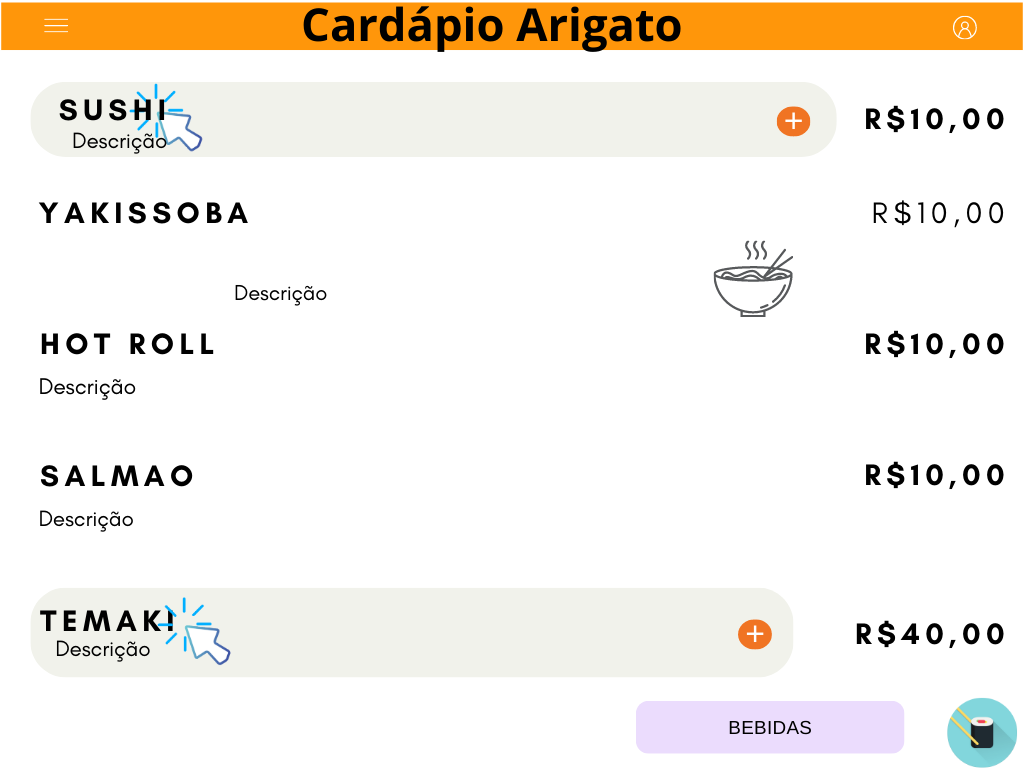 Cardápio Arigato
SUSHI
R$10,00
Descrição
YAKISSOBA
R$10,00
Descrição
HOT ROLL
R$10,00
Descrição
SALMAO
R$10,00
Descrição
TEMAKI
R$40,00
Descrição
BEBIDAS